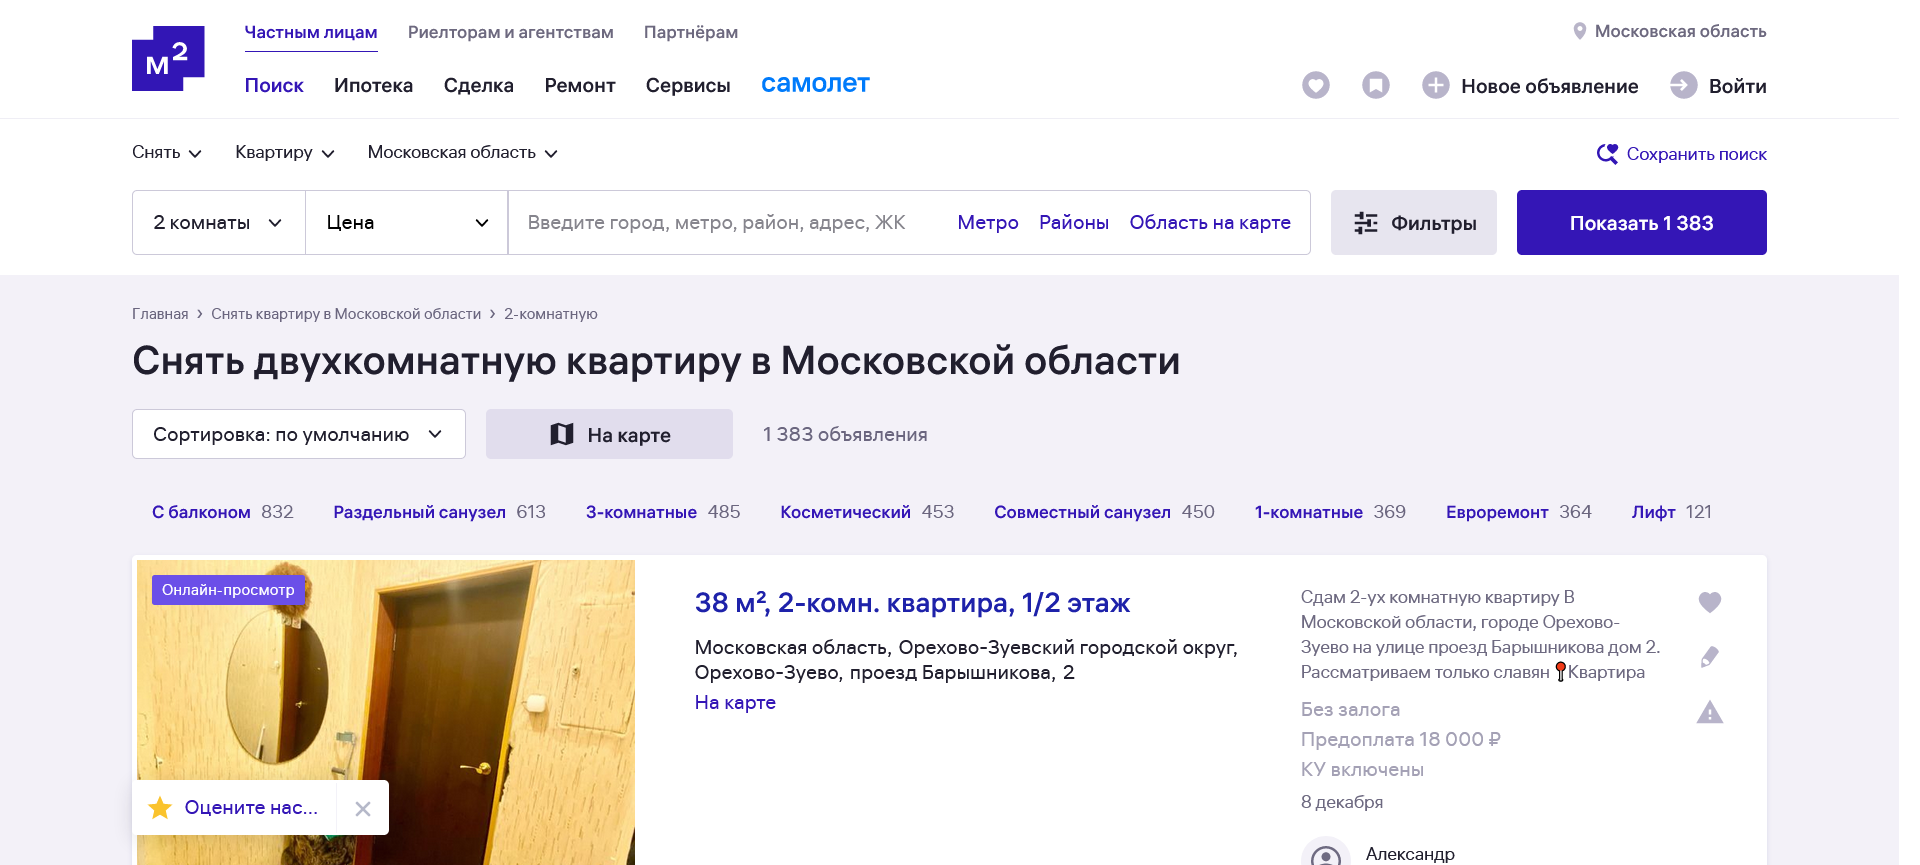 м²
Частным лицам
Риелторам и агентствам
Партнёрам
Московская область
Поиск
Ипотека
Сделка
Ремонт
Сервисы
самолет
Новое объявление
Войти
Снять
Квартиру
Московская область
Сохранить поиск
2 комнаты
Цена
Введите город, метро, район, адрес, ЖК
Метро
Районы
Область на карте
Фильтры
Показать 1 383
Главная › Снять квартиру в Московской области › 2-комнатную
Снять двухкомнатную квартиру в Московской области
Сортировка: по умолчанию
На карте
1 383 объявления
С балконом 832
Раздельный санузел 613
3-комнатные 485
Косметический 453
Совместный санузел 450
1-комнатные 369
Евроремонт 364
Лифт 121
Онлайн-просмотр
38 м², 2-комн. квартира, 1/2 этаж
Московская область, Орехово-Зуевский городской округ,
Орехово-Зуево, проезд Барышникова, 2
На карте
Сдам 2-ух комнатную квартиру В
Московской области, городе Орехово-
Зуево на улице проезд Барышникова дом 2.
Рассматриваем только славян 📍Квартира
Без залога
Предоплата 18 000 ₽
КУ включены
8 декабря
Александр
Оцените нас...